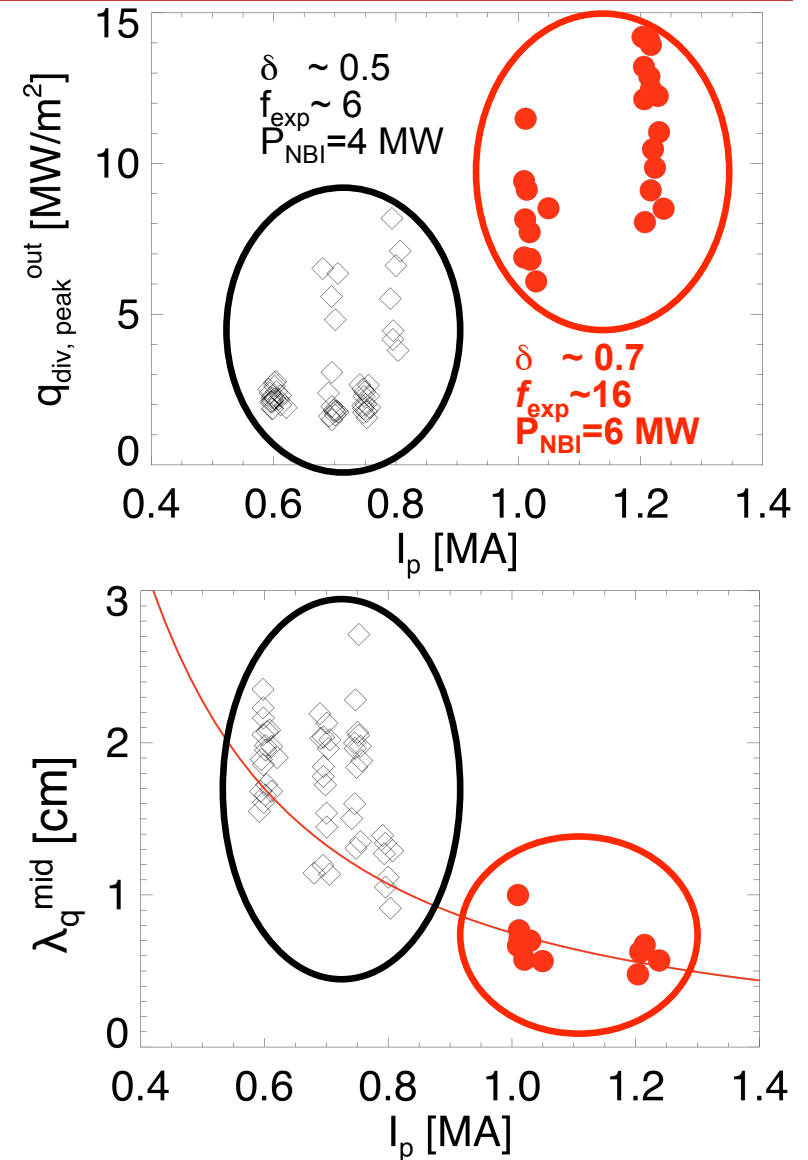 15
10
5
0
q_div, peak^out [MW/m²]
δ ~ 0.5
f_exp~ 6
P_NBI=4 MW
δ ~ 0.7
f_exp~16
P_NBI=6 MW
0.4 0.6 0.8 1.0 1.2 1.4
I_p [MA]
3
2
1
0
λ_q^mid [cm]
0.4 0.6 0.8 1.0 1.2 1.4
I_p [MA]